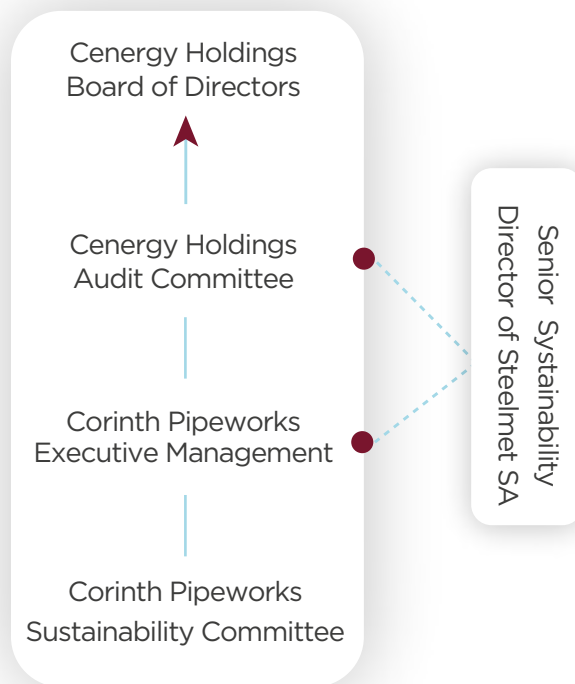 Cenergy Holdings
Board of Directors
Cenergy Holdings
Audit Committee
Corinth Pipeworks
Executive Management
Corinth Pipeworks
Sustainability Committee
Senior Systainability
Director of Steelmet SA